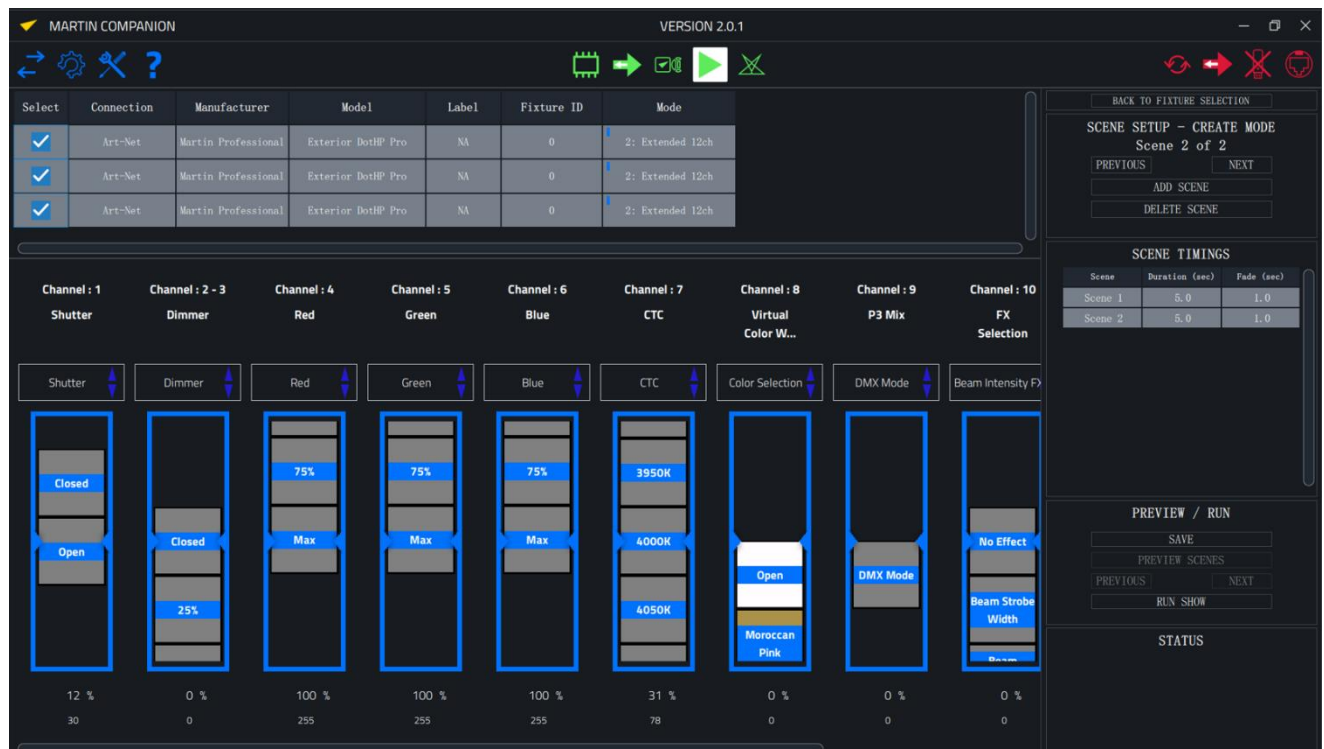 MARTIN COMPANION VERSION 2.0.1
?
Select Connection Manufacturer Model Label Fixture ID Mode
Art-Net Martin Professional Exterior DotHP Pro NA 0 2: Extended 12ch
Art-Net Martin Professional Exterior DotHP Pro NA 0 2: Extended 12ch
Art-Net Martin Professional Exterior DotHP Pro NA 0 2: Extended 12ch
Channel : 1 Channel : 2 - 3 Channel : 4 Channel : 5 Channel : 6 Channel : 7 Channel : 8 Channel : 9 Channel : 10
Shutter Dimmer Red Green Blue CTC Virtual P3 Mix FX
Color W... Selection
Shutter Dimmer Red Green Blue CTC Color Selection DMX Mode Beam Intensity FX
75% 75% 75% 3950K
Closed
Closed Max Max Max 4000K No Effect
Open
Open DMX Mode
25% 4050K Beam Strobe
Width
Moroccan
Pink
Beam
12 % 0 % 100 % 100 % 100 % 31 % 0 % 0 % 0 %
30 0 255 255 255 78 0 0 0
BACK TO FIXTURE SELECTION
SCENE SETUP - CREATE MODE
Scene 2 of 2
PREVIOUS NEXT
ADD SCENE
DELETE SCENE
SCENE TIMINGS
Scene Duration (sec) Fade (sec)
Scene 1 5.0 1.0
Scene 2 5.0 1.0
PREVIEW / RUN
SAVE
PREVIEW SCENES
PREVIOUS NEXT
RUN SHOW
STATUS